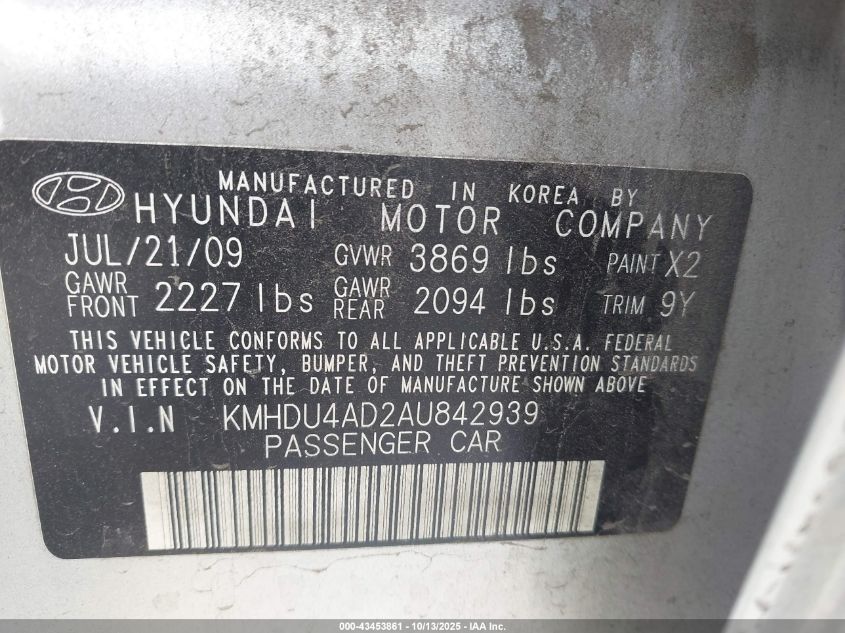 MANUFACTURED IN KOREA BY
HYUNDAI MOTOR COMPANY
JUL/21/09 GVWR 3869 lbs PAINT X2
GAWR FRONT 2227 lbs GAWR REAR 2094 lbs TRIM 9Y
THIS VEHICLE CONFORMS TO ALL APPLICABLE U.S.A. FEDERAL
MOTOR VEHICLE SAFETY, BUMPER, AND THEFT PREVENTION STANDARDS
IN EFFECT ON THE DATE OF MANUFACTURE SHOWN ABOVE
V.I.N KMHDU4AD2AU842939
PASSENGER CAR
000-43453861 - 10/13/2025 - IAA Inc.